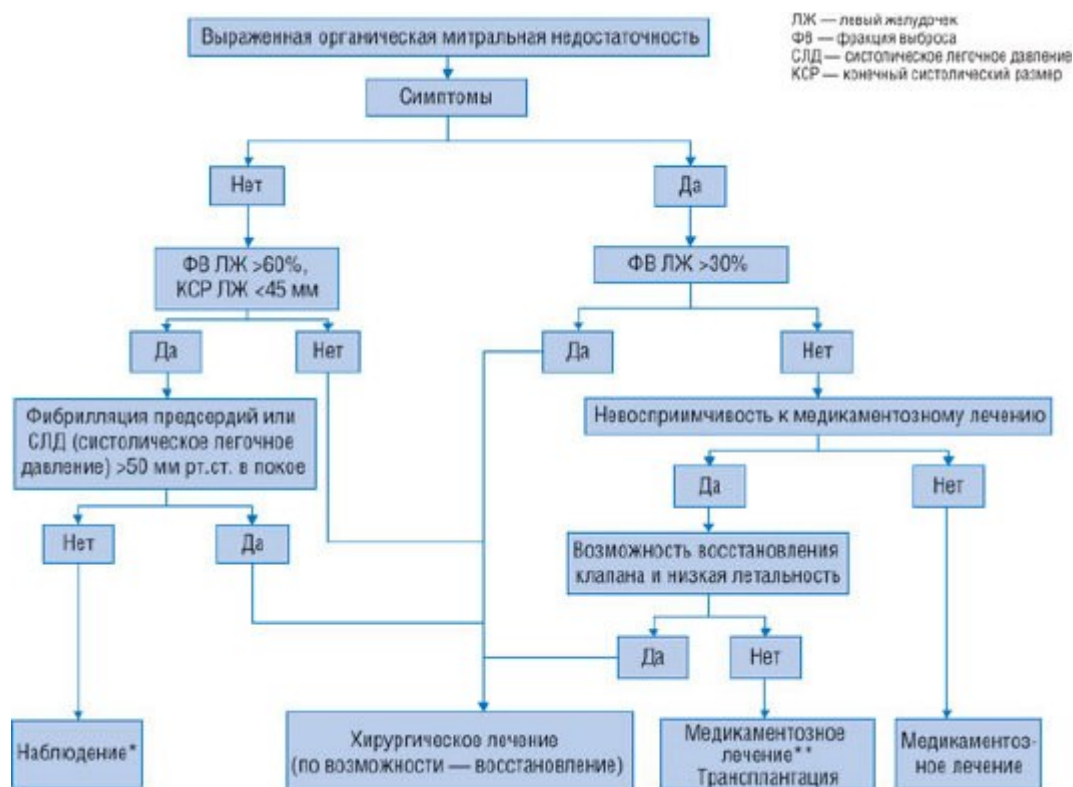 ЛЖ — левый желудочек
ФВ — фракция выброса
СЛД — систолическое легочное давление
КСР — конечный систолический размер
Выраженная органическая митральная недостаточность
Симптомы
Нет
Да
ФВ ЛЖ >60%,
КСР ЛЖ <45 мм
ФВ ЛЖ >30%
Да
Нет
Да
Нет
Фибрилляция предсердий или
СЛД (систолическое легочное
давление) >50 мм рт.ст. в покое
Невосприимчивость к медикаментозному лечению
Да
Нет
Нет
Да
Возможность восстановления
клапана и низкая летальность
Да
Нет
Наблюдение*
Хирургическое лечение
(по возможности — восстановление)
Медикаментозное
лечение**
Трансплантация
Медикаментоз-
ное лечение